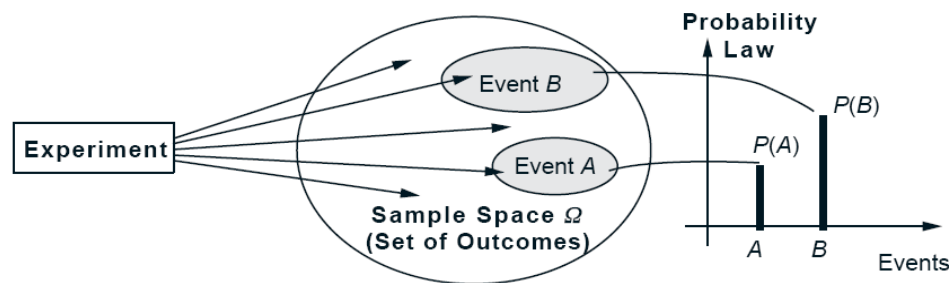 Probability
Law
Event B
P(B)
Experiment
P(A)
Event A
Sample Space Ω
(Set of Outcomes)
A
B
Events